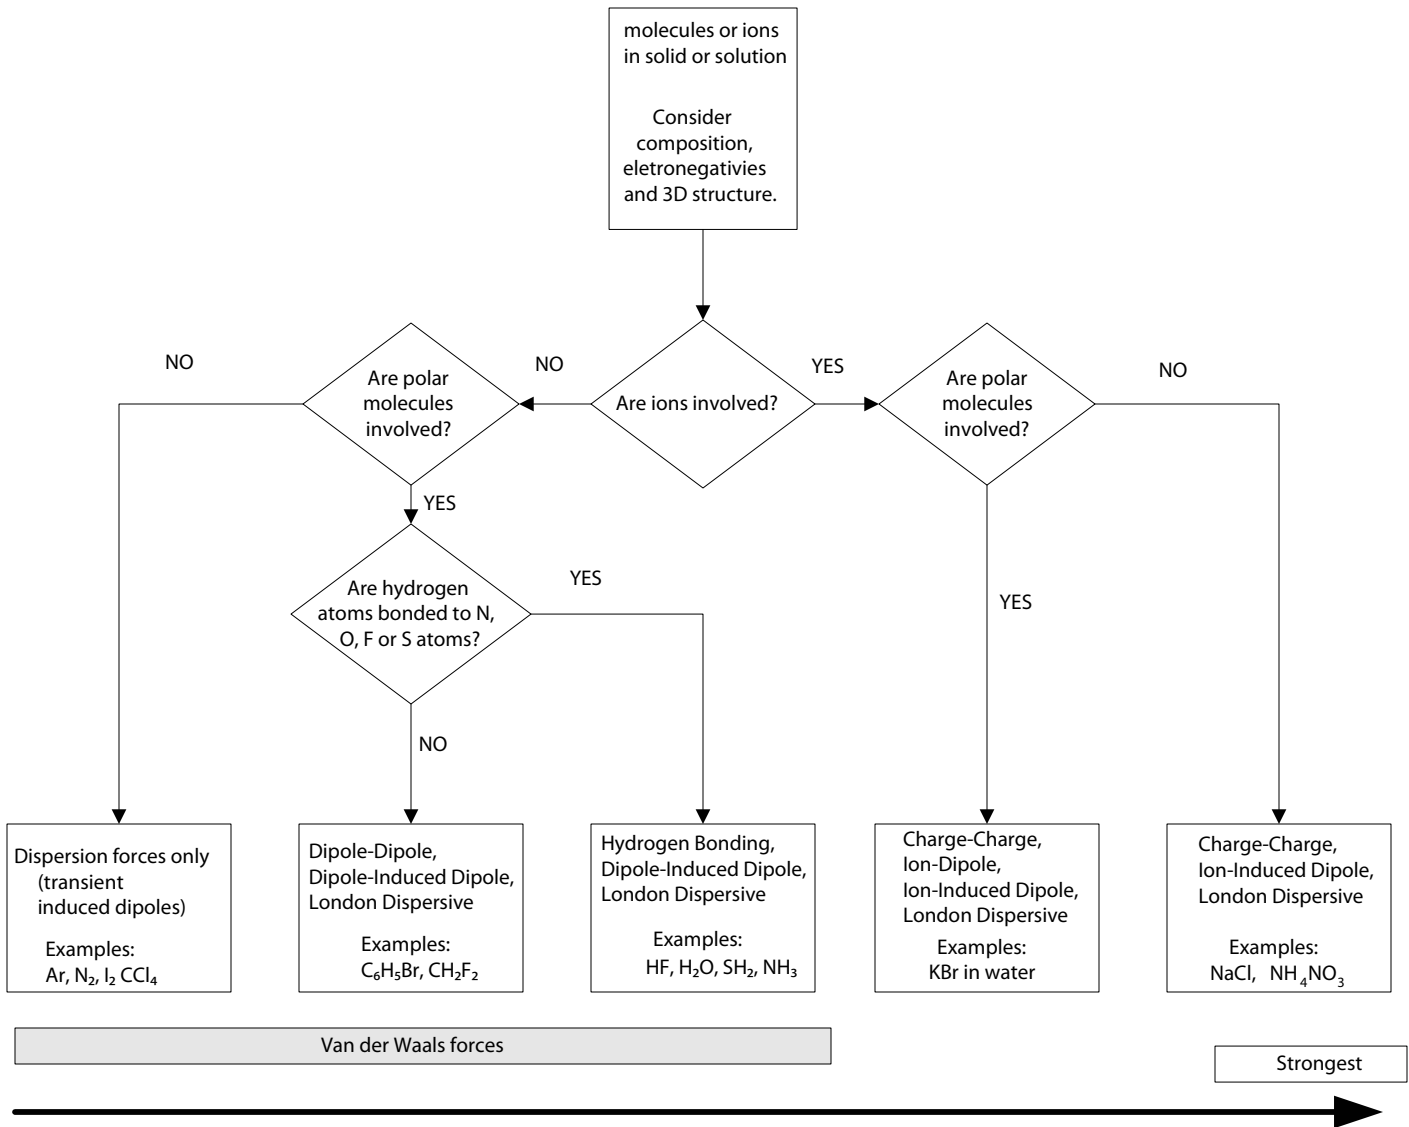 molecules or ions
in solid or solution
Consider
composition,
eletronegativies
and 3D structure.
NO
Are polar
molecules
involved?
NO
Are ions involved?
YES
Are polar
molecules
involved?
NO
YES
Are hydrogen
atoms bonded to N,
O, F or S atoms?
YES
YES
NO
Dispersion forces only
(transient
induced dipoles)
Examples:
Ar, N₂, I₂ CCl₄
Dipole-Dipole,
Dipole-Induced Dipole,
London Dispersive
Examples:
C₆H₅Br, CH₂F₂
Hydrogen Bonding,
Dipole-Induced Dipole,
London Dispersive
Examples:
HF, H₂O, SH₂, NH₃
Charge-Charge,
Ion-Dipole,
Ion-Induced Dipole,
London Dispersive
Examples:
KBr in water
Charge-Charge,
Ion-Induced Dipole,
London Dispersive
Examples:
NaCl, NH₄NO₃
Van der Waals forces
Strongest